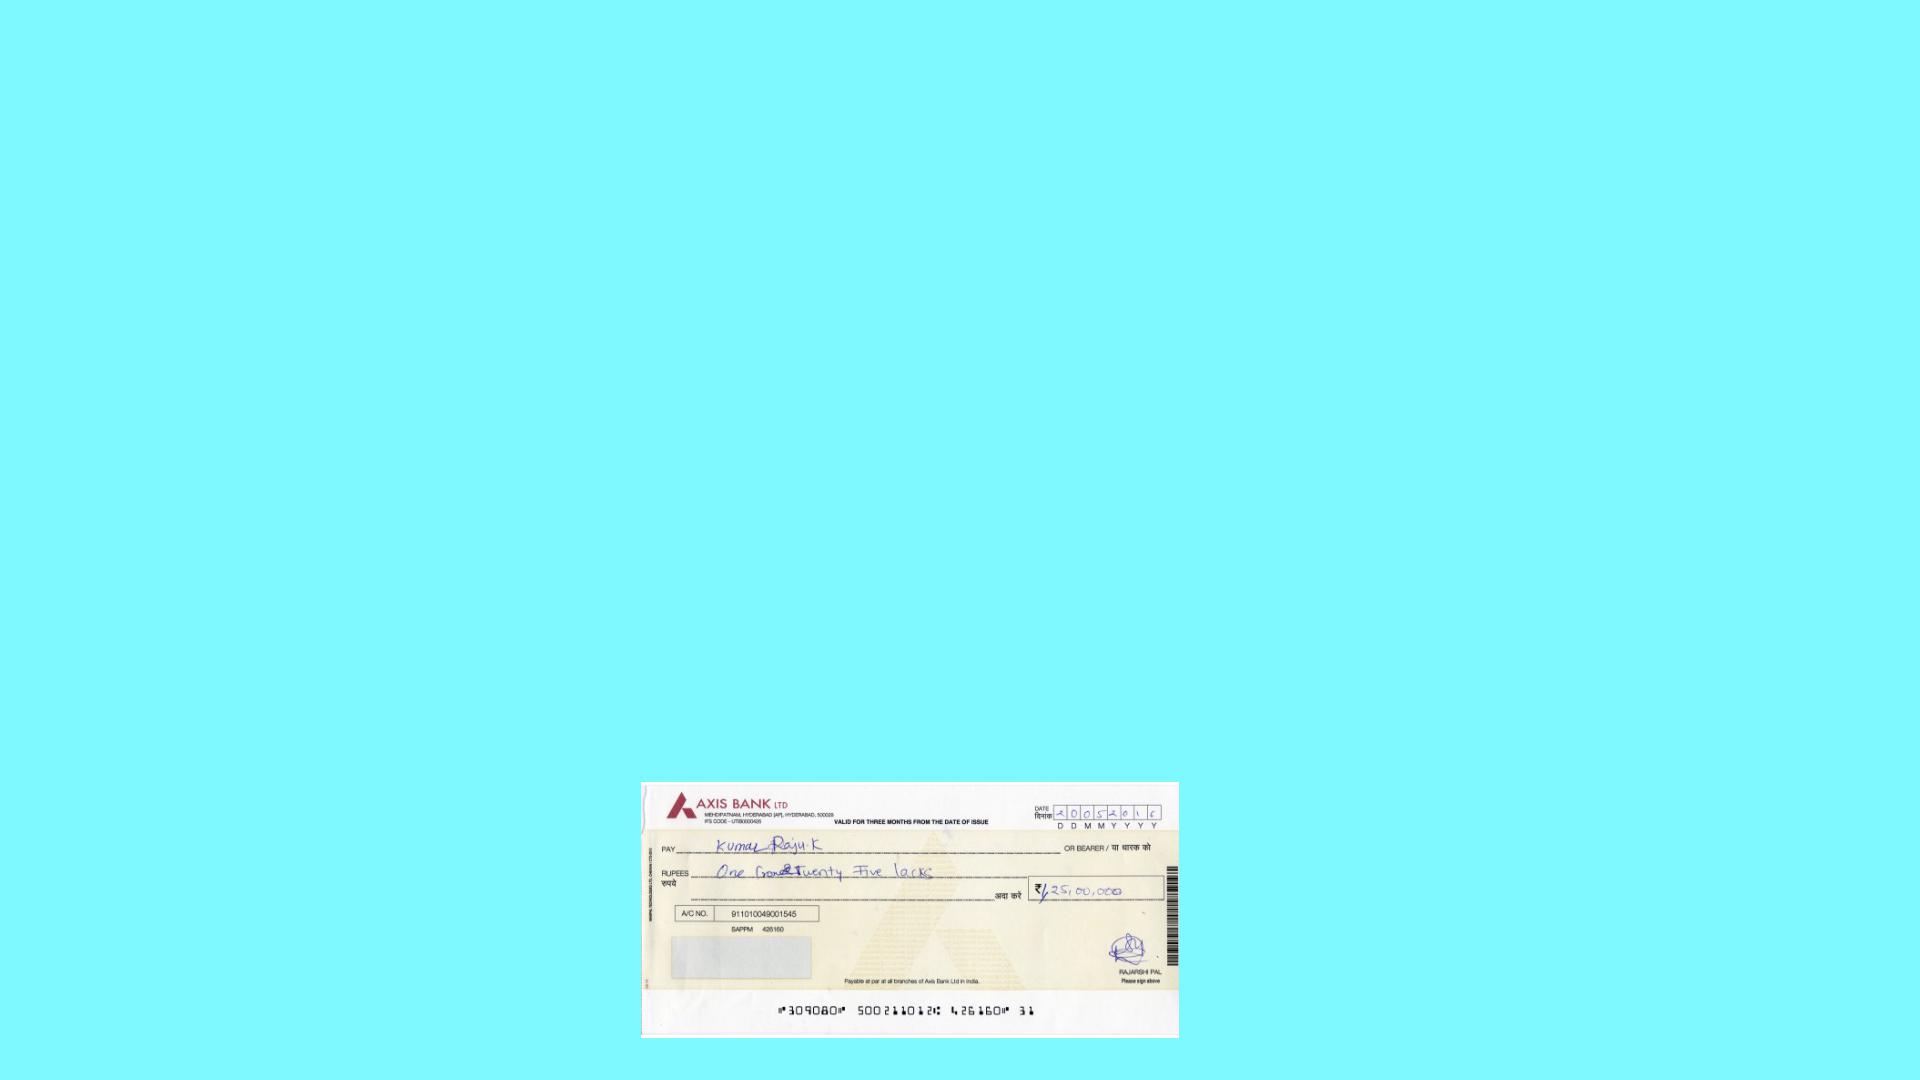 AXIS BANK LTD
MEHDIPATNAM, HYDERABAD [AP], HYDERABAD, 500028
IFS CODE - UTIB0000426
VALID FOR THREE MONTHS FROM THE DATE OF ISSUE
DATE
दिनांक 2 0 0 5 2 0 1 6
D D M M Y Y Y Y
PAY Kumar Raju.K OR BEARER / या धारक को
RUPEES One Crore & Twenty Five lacks
रुपये
अदा करें ₹ 1,25,00,000
A/C NO. 911010049001545
SAPPM 426160
RAJARSHI PAL
Please sign above
Payable at par at all branches of Axis Bank Ltd in India.
⑈309080⑈ 500211012⑆ 426160⑈ 31